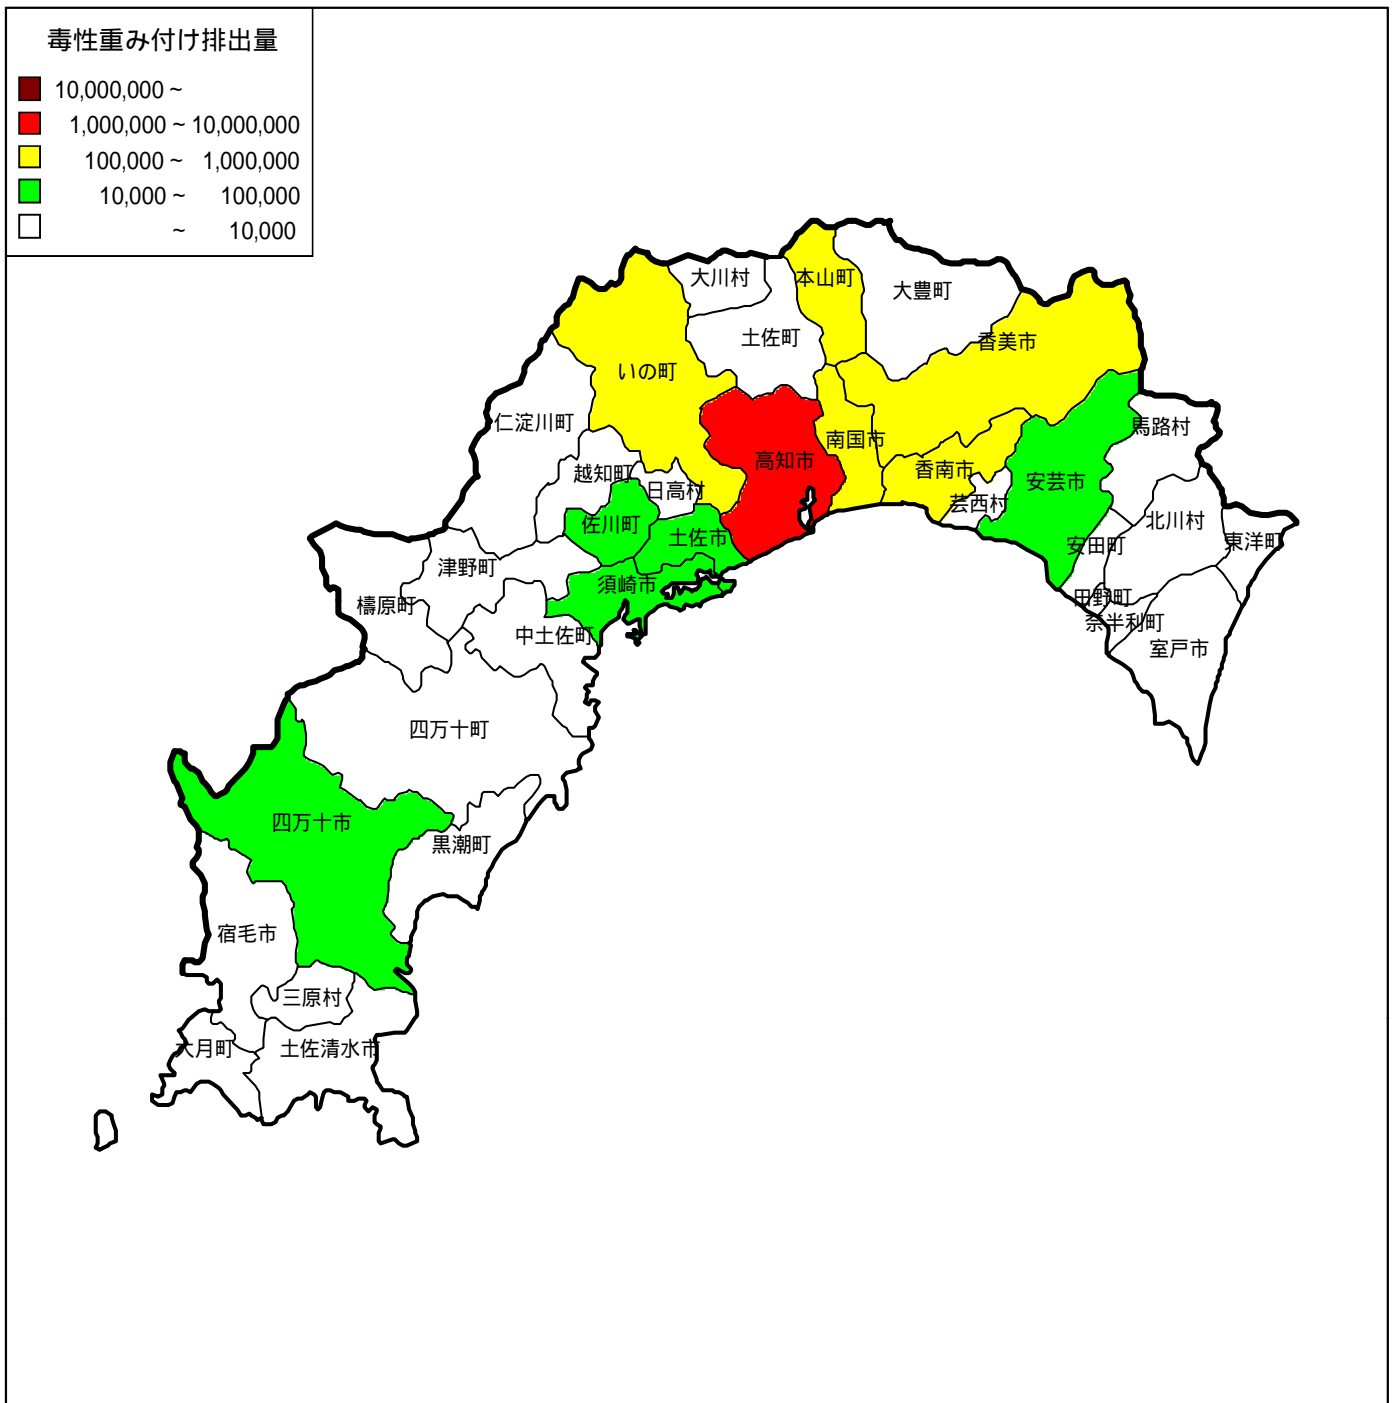 毒性重み付け排出量
10,000,000 ~
1,000,000 ~ 10,000,000
100,000 ~ 1,000,000
10,000 ~ 100,000
~ 10,000
大川村
本山町
大豊町
土佐町
香美市
いの町
仁淀川町
馬路村
南国市
高知市
香南市
越知町
安芸市
日高村
芸西村
佐川町
北川村
土佐市
安田町
東洋町
津野町
須崎市
田野町
檮原町
奈半利町
中土佐町
室戸市
四万十町
四万十市
黒潮町
宿毛市
三原村
大月町
土佐清水市